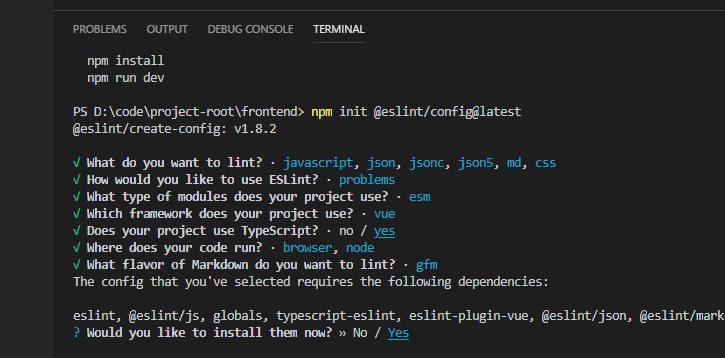 PROBLEMS OUTPUT DEBUG CONSOLE TERMINAL
npm install
npm run dev
PS D:\code\project-root\frontend> npm init @eslint/config@latest
@eslint/create-config: v1.8.2
√ What do you want to lint? · javascript, json, jsonc, json5, md, css
√ How would you like to use ESLint? · problems
√ What type of modules does your project use? · esm
√ Which framework does your project use? · vue
√ Does your project use TypeScript? · no / yes
√ Where does your code run? · browser, node
√ What flavor of Markdown do you want to lint? · gfm
The config that you've selected requires the following dependencies:
eslint, @eslint/js, globals, typescript-eslint, eslint-plugin-vue, @eslint/json, @eslint/mar
? Would you like to install them now? » No / Yes